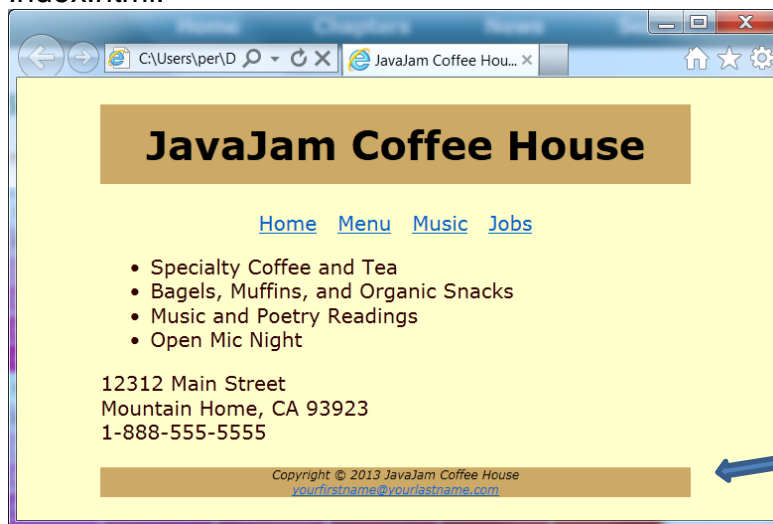 index.html:
Home Chapters News
C:\Users\per\D JavaJam Coffee Hou...
JavaJam Coffee House
Home Menu Music Jobs
• Specialty Coffee and Tea
• Bagels, Muffins, and Organic Snacks
• Music and Poetry Readings
• Open Mic Night
12312 Main Street
Mountain Home, CA 93923
1-888-555-5555
Copyright © 2013 JavaJam Coffee House
yourfirstname@yourlastname.com